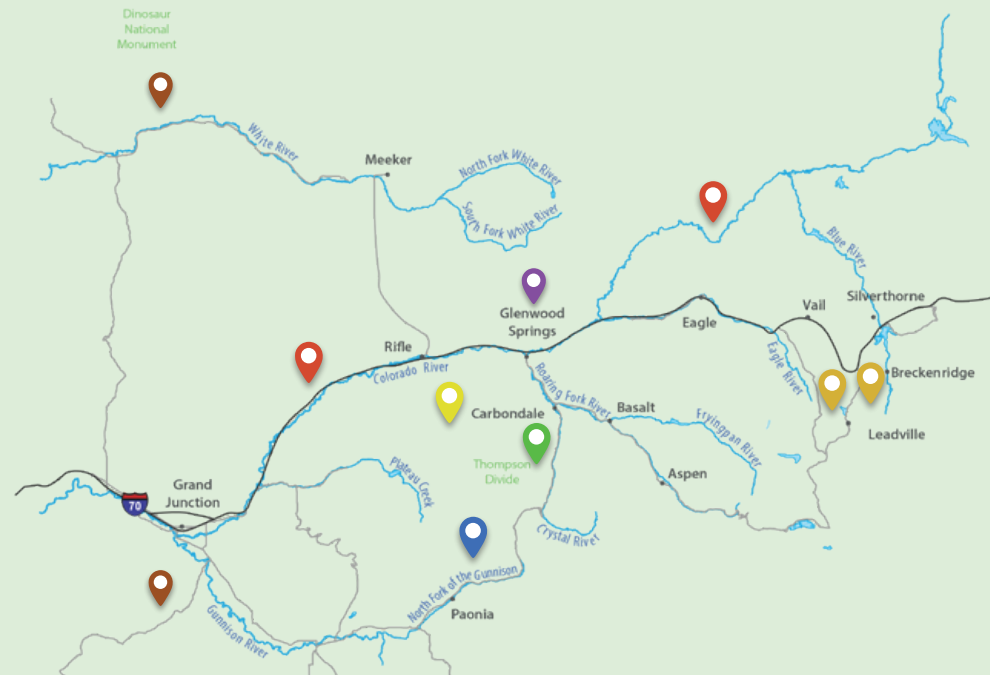 Dinosaur
National
Monument
White River
Meeker
North Fork White River
South Fork White River
Blue River
Glenwood
Springs
Vail
Silverthorne
Eagle
Rifle
Colorado River
Eagle River
Breckenridge
Roaring Fork River
Carbondale
Basalt
Fryingpan River
Leadville
Thompson
Divide
Plateau Creek
Aspen
Grand
Junction
70
Crystal River
North Fork of the Gunnison
Paonia
Gunnison River